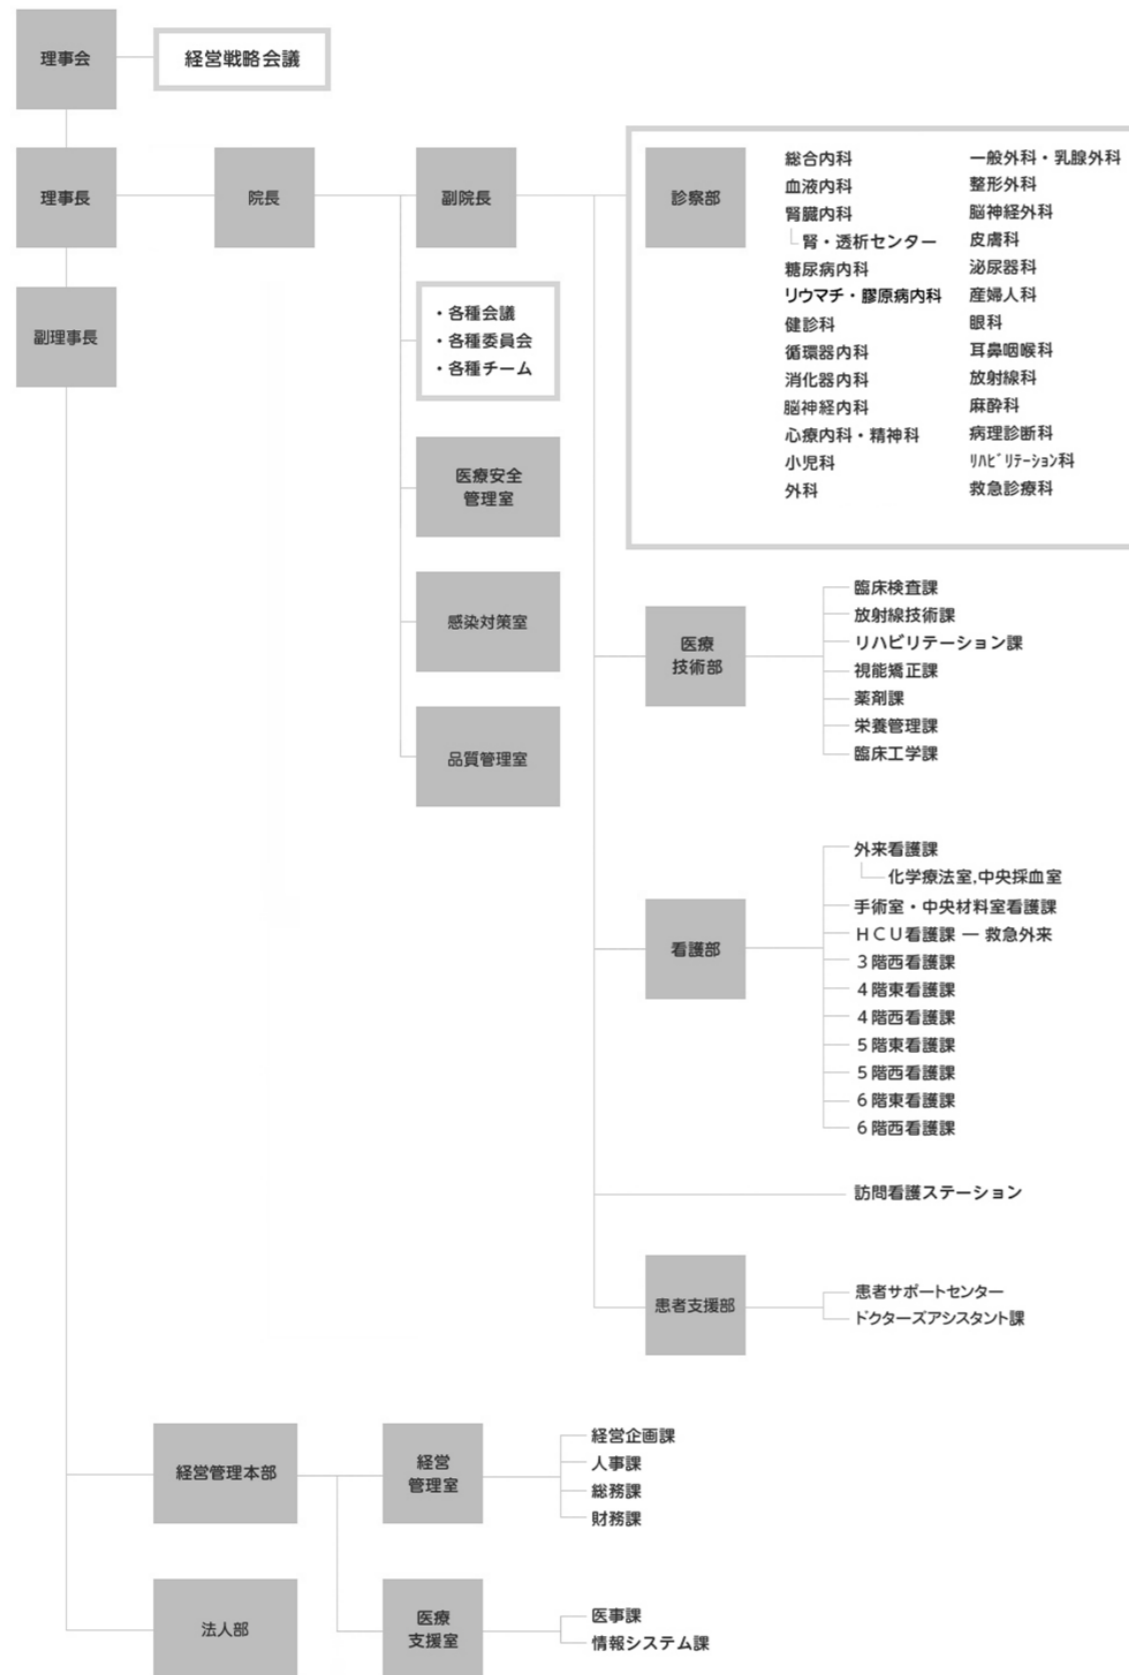 理事会
経営戦略会議
理事長
院長
副院長
副理事長
・各種会議
・各種委員会
・各種チーム
医療安全
管理室
感染対策室
品質管理室
診察部
総合内科
血液内科
腎臓内科
腎・透析センター
糖尿病内科
リウマチ・膠原病内科
健診科
循環器内科
消化器内科
脳神経内科
心療内科・精神科
小児科
外科
一般外科・乳腺外科
整形外科
脳神経外科
皮膚科
泌尿器科
産婦人科
眼科
耳鼻咽喉科
放射線科
麻酔科
病理診断科
ﾘﾊﾋﾞﾘﾃｰｼｮﾝ科
救急診療科
医療
技術部
臨床検査課
放射線技術課
リハビリテーション課
視能矯正課
薬剤課
栄養管理課
臨床工学課
看護部
外来看護課
化学療法室,中央採血室
手術室・中央材料室看護課
ＨＣＵ看護課 ― 救急外来
３階西看護課
４階東看護課
４階西看護課
５階東看護課
５階西看護課
６階東看護課
６階西看護課
訪問看護ステーション
患者支援部
患者サポートセンター
ドクターズアシスタント課
経営管理本部
経営
管理室
経営企画課
人事課
総務課
財務課
法人部
医療
支援室
医事課
情報システム課